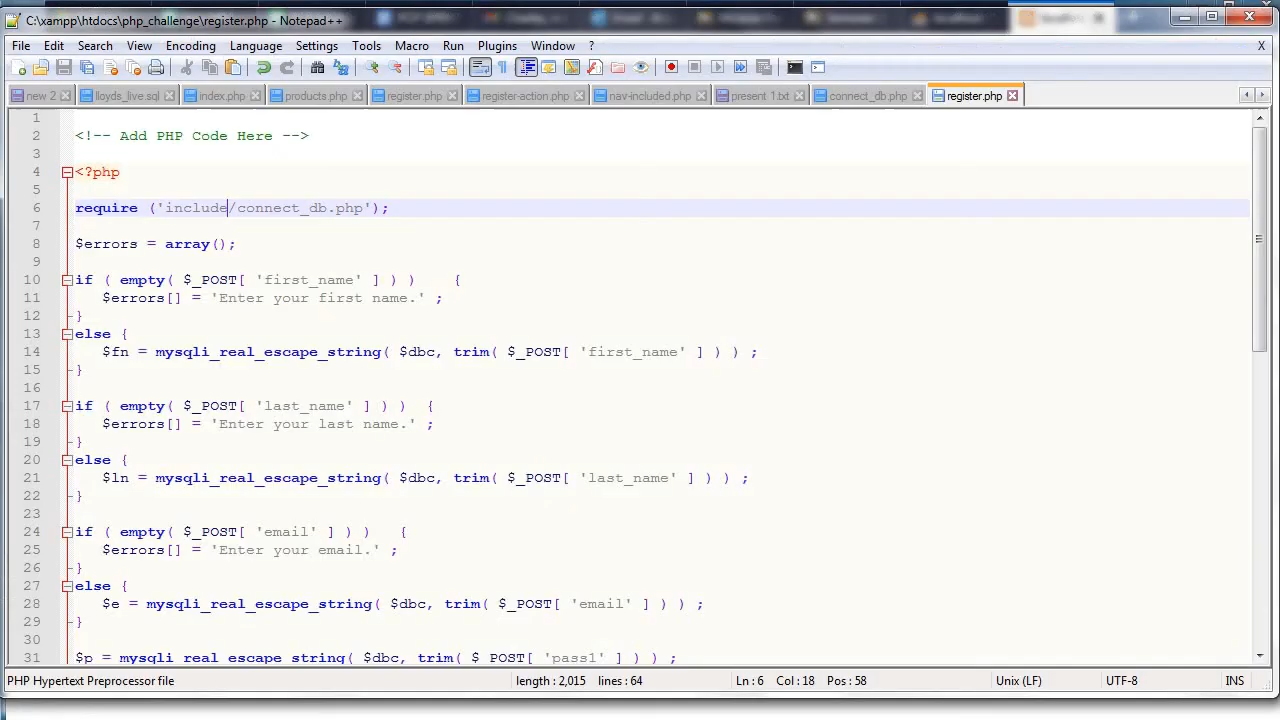 C:\xampp\htdocs\php_challenge\register.php - Notepad++
File Edit Search View Encoding Language Settings Tools Macro Run Plugins Window ? X
new 2 lloyds_live.sql index.php products.php register.php register-action.php nav-included.php present 1.txt connect_db.php register.php
1
2 <!-- Add PHP Code Here -->
3
4 <?php
5
6 require ('include/connect_db.php');
7
8 $errors = array();
9
10 if ( empty( $_POST[ 'first_name' ] ) ) {
11 $errors[] = 'Enter your first name.' ;
12 }
13 else {
14 $fn = mysqli_real_escape_string( $dbc, trim( $_POST[ 'first_name' ] ) ) ;
15 }
16
17 if ( empty( $_POST[ 'last_name' ] ) ) {
18 $errors[] = 'Enter your last name.' ;
19 }
20 else {
21 $ln = mysqli_real_escape_string( $dbc, trim( $_POST[ 'last_name' ] ) ) ;
22 }
23
24 if ( empty( $_POST[ 'email' ] ) ) {
25 $errors[] = 'Enter your email.' ;
26 }
27 else {
28 $e = mysqli_real_escape_string( $dbc, trim( $_POST[ 'email' ] ) ) ;
29 }
30
31 $p = mysqli_real_escape_string( $dbc, trim( $_POST[ 'pass1' ] ) ) ;
PHP Hypertext Preprocessor file length : 2,015 lines : 64 Ln : 6 Col : 18 Pos : 58 Unix (LF) UTF-8 INS